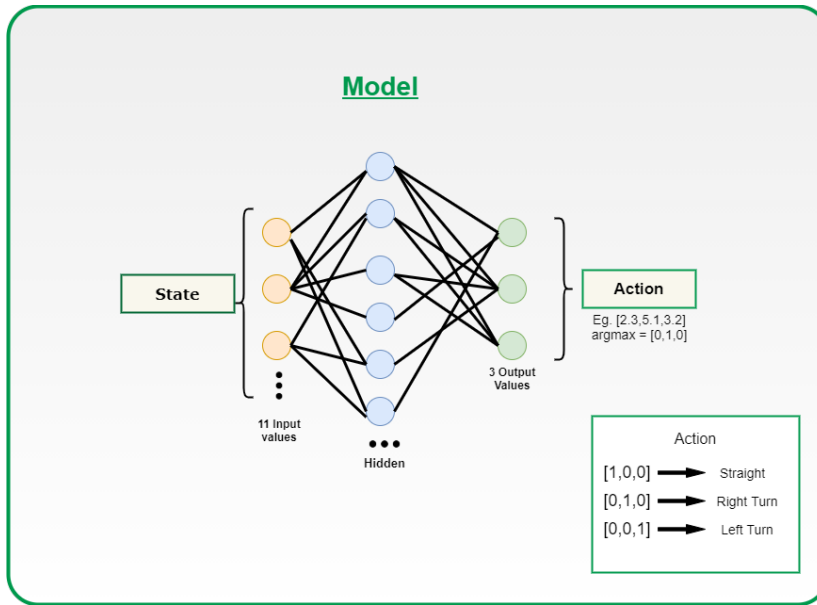 Model
State
Action
Eg. [2.3,5.1,3.2]
argmax = [0,1,0]
3 Output
Values
11 Input
values
Hidden
Action
[1,0,0] Straight
[0,1,0] Right Turn
[0,0,1] Left Turn